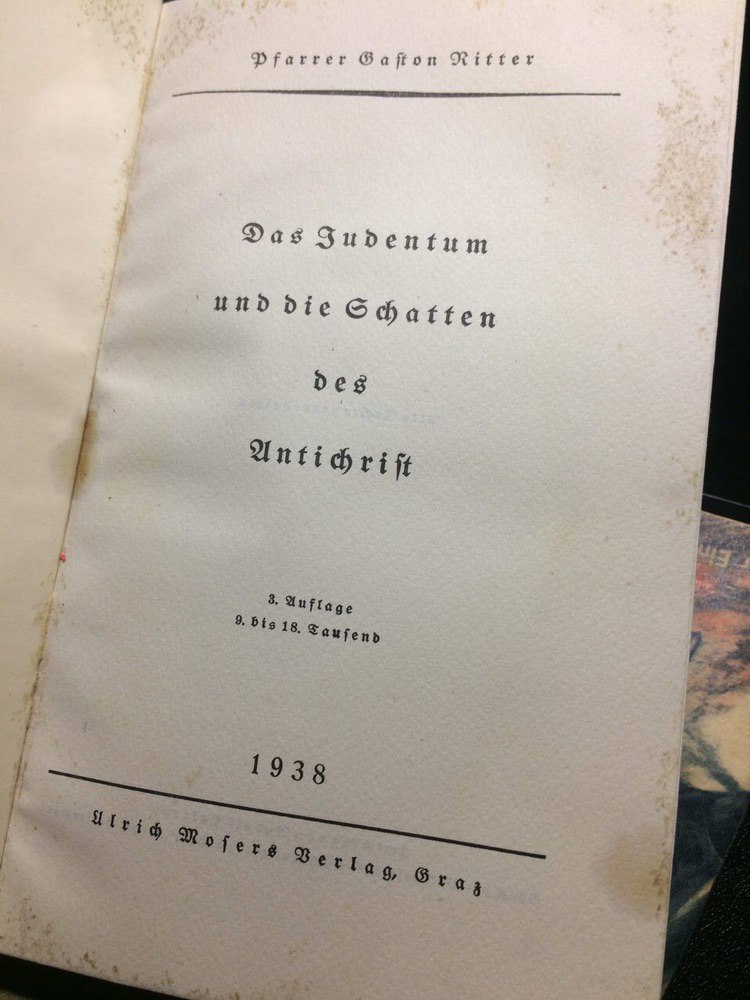 Pfarrer Gaston Ritter
Das Judentum
und die Schatten
des
Antichrist
3. Auflage
9. bis 18. Tausend
1938
Ulrich Mosers Verlag, Graz